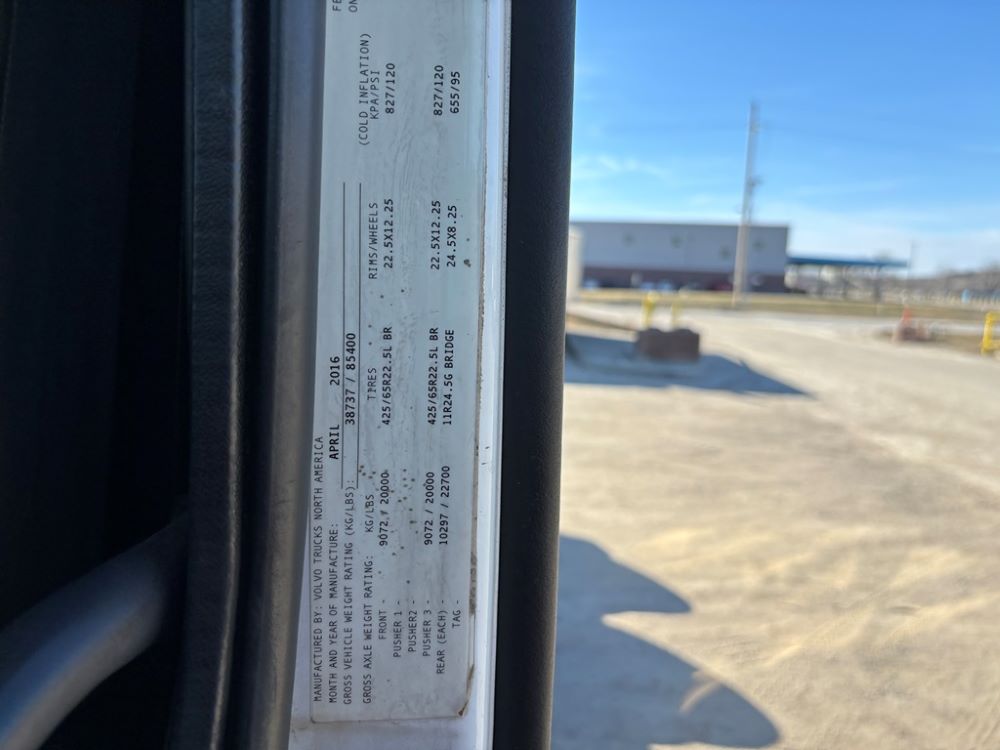 MANUFACTURED BY: VOLVO TRUCKS NORTH AMERICA
MONTH AND YEAR OF MANUFACTURE: APRIL / 2016
GROSS VEHICLE WEIGHT RATING (KG/LBS): 38737 / 85400
GROSS AXLE WEIGHT RATING: KG/LBS TIRES RIMS/WHEELS (COLD INFLATION) KPA/PSI
FRONT - 9072 / 20000 425/65R22.5L BR 22.5X12.25 827/120
PUSHER 1 -
PUSHER2 -
PUSHER 3 - 9072 / 20000 425/65R22.5L BR 22.5X12.25 827/120
REAR (EACH) - 10297 / 22700 11R24.5G BRIDGE 24.5X8.25 655/95
TAG -